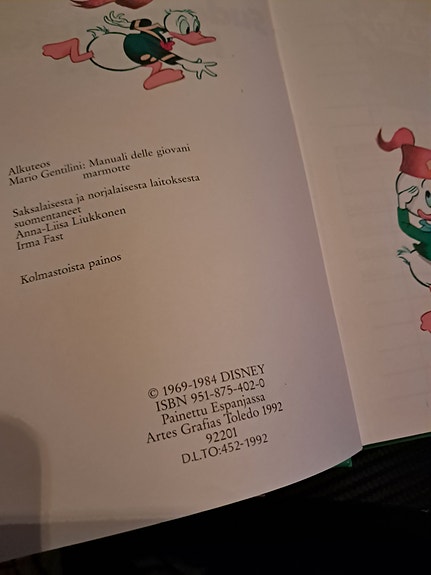 Alkuteos
Mario Gentilini: Manuali delle giovani
marmotte
Saksalaisesta ja norjalaisesta laitoksesta
suomentaneet
Anna-Liisa Liukkonen
Irma Fast
Kolmastoista painos
© 1969-1984 DISNEY
ISBN 951-875-402-0
Painettu Espanjassa
Artes Grafias Toledo 1992
92201
D.L.TO:452-1992